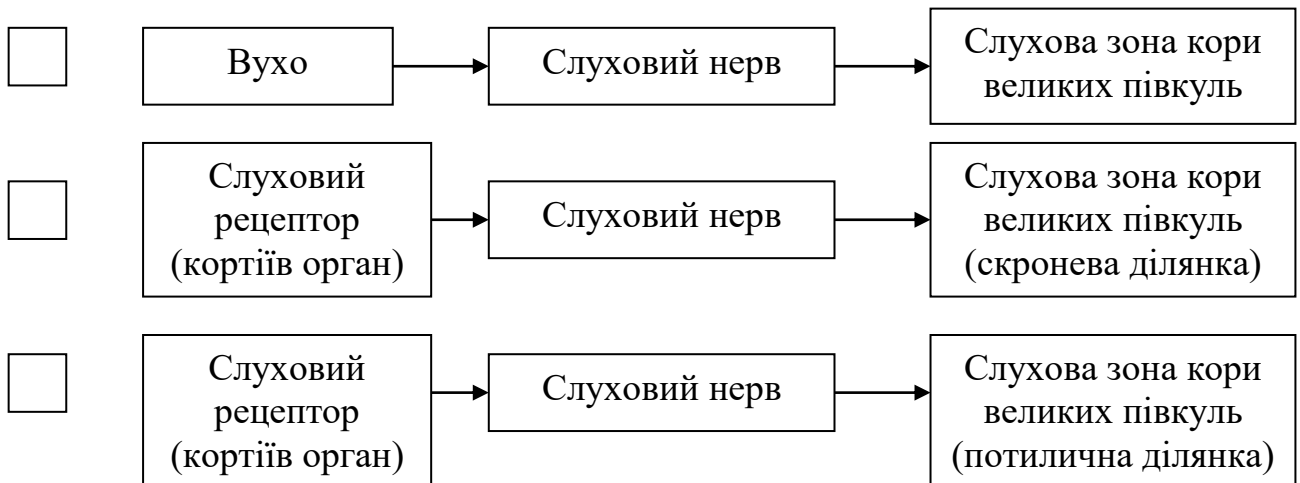 Вухо
Слуховий нерв
Слухова зона кори
великих півкуль
Слуховий
рецептор
(кортіїв орган)
Слуховий нерв
Слухова зона кори
великих півкуль
(скронева ділянка)
Слуховий
рецептор
(кортіїв орган)
Слуховий нерв
Слухова зона кори
великих півкуль
(потилична ділянка)